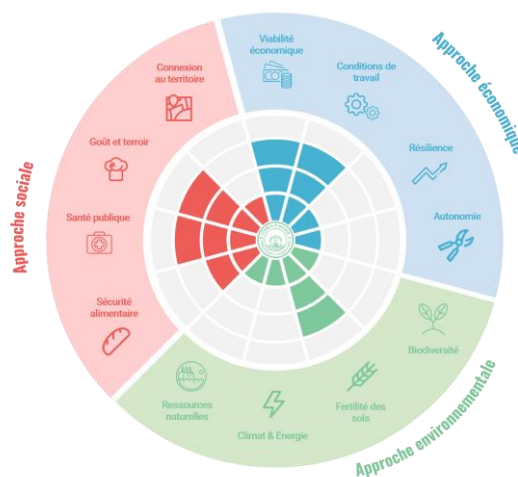 Viabilité
économique
Conditions de
travail
Résilience
Autonomie
Approche économique
Biodiversité
Fertilité des
sols
Climat & Energie
Ressources
naturelles
Approche environnementale
Sécurité
alimentaire
Santé publique
Goût et terroir
Connexion
au territoire
Approche sociale